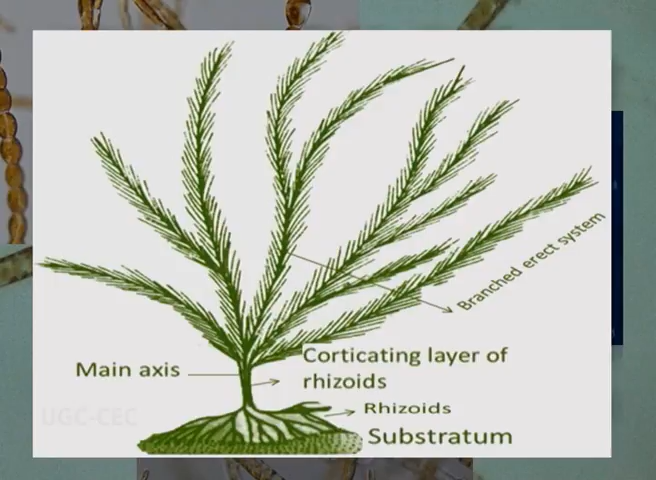 Branched erect system
Corticating layer of
rhizoids
Main axis
Rhizoids
UGC-CEC
Substratum